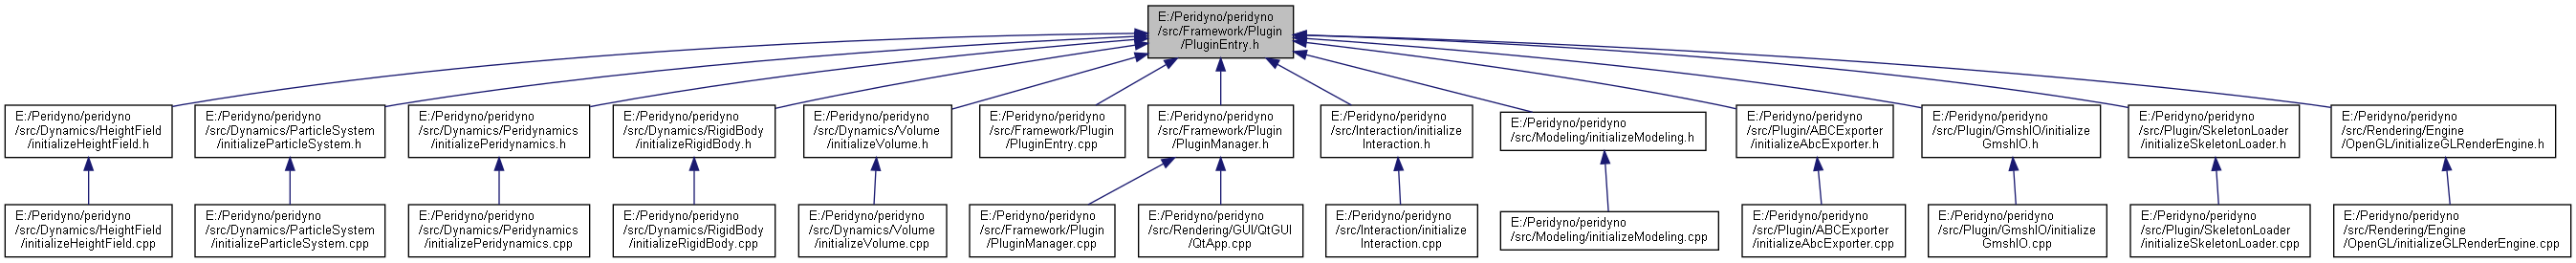 E:/Peridyno/peridyno
/src/Framework/Plugin
/PluginEntry.h
E:/Peridyno/peridyno
/src/Dynamics/HeightField
/initializeHeightField.h
E:/Peridyno/peridyno
/src/Dynamics/ParticleSystem
/initializeParticleSystem.h
E:/Peridyno/peridyno
/src/Dynamics/Peridynamics
/initializePeridynamics.h
E:/Peridyno/peridyno
/src/Dynamics/RigidBody
/initializeRigidBody.h
E:/Peridyno/peridyno
/src/Dynamics/Volume
/initializeVolume.h
E:/Peridyno/peridyno
/src/Framework/Plugin
/PluginEntry.cpp
E:/Peridyno/peridyno
/src/Framework/Plugin
/PluginManager.h
E:/Peridyno/peridyno
/src/Interaction/initialize
Interaction.h
E:/Peridyno/peridyno
/src/Modeling/initializeModeling.h
E:/Peridyno/peridyno
/src/Plugin/ABCExporter
/initializeAbcExporter.h
E:/Peridyno/peridyno
/src/Plugin/GmshIO/initialize
GmshIO.h
E:/Peridyno/peridyno
/src/Plugin/SkeletonLoader
/initializeSkeletonLoader.h
E:/Peridyno/peridyno
/src/Rendering/Engine
/OpenGL/initializeGLRenderEngine.h
E:/Peridyno/peridyno
/src/Dynamics/HeightField
/initializeHeightField.cpp
E:/Peridyno/peridyno
/src/Dynamics/ParticleSystem
/initializeParticleSystem.cpp
E:/Peridyno/peridyno
/src/Dynamics/Peridynamics
/initializePeridynamics.cpp
E:/Peridyno/peridyno
/src/Dynamics/RigidBody
/initializeRigidBody.cpp
E:/Peridyno/peridyno
/src/Dynamics/Volume
/initializeVolume.cpp
E:/Peridyno/peridyno
/src/Framework/Plugin
/PluginManager.cpp
E:/Peridyno/peridyno
/src/Rendering/GUI/QtGUI
/QtApp.cpp
E:/Peridyno/peridyno
/src/Interaction/initialize
Interaction.cpp
E:/Peridyno/peridyno
/src/Modeling/initializeModeling.cpp
E:/Peridyno/peridyno
/src/Plugin/ABCExporter
/initializeAbcExporter.cpp
E:/Peridyno/peridyno
/src/Plugin/GmshIO/initialize
GmshIO.cpp
E:/Peridyno/peridyno
/src/Plugin/SkeletonLoader
/initializeSkeletonLoader.cpp
E:/Peridyno/peridyno
/src/Rendering/Engine
/OpenGL/initializeGLRenderEngine.cpp